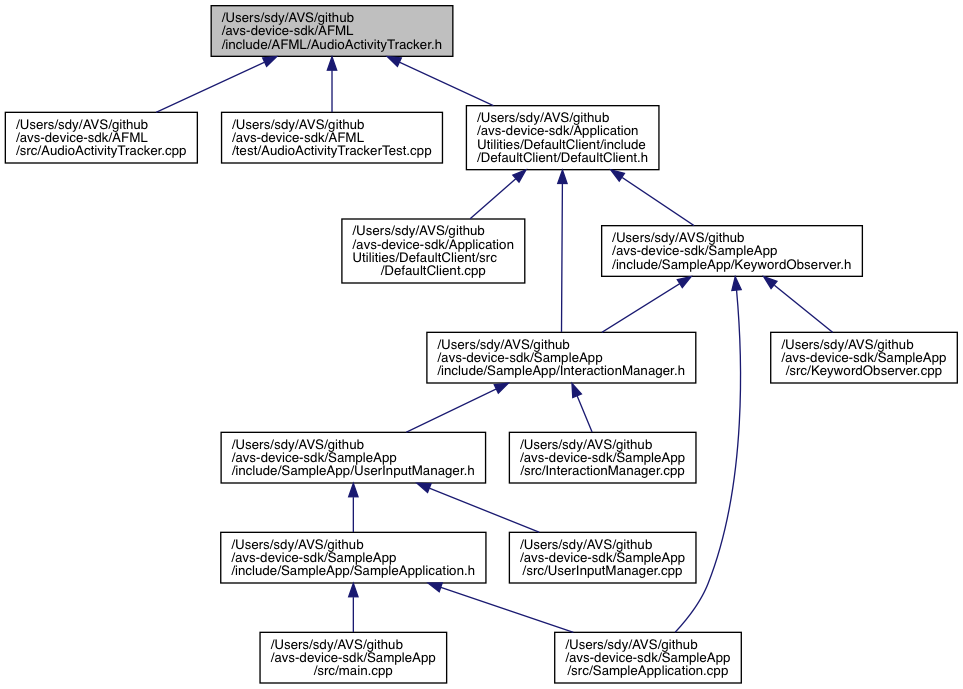 /Users/sdy/AVS/github
/avs-device-sdk/AFML
/include/AFML/AudioActivityTracker.h
/Users/sdy/AVS/github
/avs-device-sdk/AFML
/src/AudioActivityTracker.cpp
/Users/sdy/AVS/github
/avs-device-sdk/AFML
/test/AudioActivityTrackerTest.cpp
/Users/sdy/AVS/github
/avs-device-sdk/Application
Utilities/DefaultClient/include
/DefaultClient/DefaultClient.h
/Users/sdy/AVS/github
/avs-device-sdk/Application
Utilities/DefaultClient/src
/DefaultClient.cpp
/Users/sdy/AVS/github
/avs-device-sdk/SampleApp
/include/SampleApp/KeywordObserver.h
/Users/sdy/AVS/github
/avs-device-sdk/SampleApp
/include/SampleApp/InteractionManager.h
/Users/sdy/AVS/github
/avs-device-sdk/SampleApp
/src/KeywordObserver.cpp
/Users/sdy/AVS/github
/avs-device-sdk/SampleApp
/include/SampleApp/UserInputManager.h
/Users/sdy/AVS/github
/avs-device-sdk/SampleApp
/src/InteractionManager.cpp
/Users/sdy/AVS/github
/avs-device-sdk/SampleApp
/include/SampleApp/SampleApplication.h
/Users/sdy/AVS/github
/avs-device-sdk/SampleApp
/src/UserInputManager.cpp
/Users/sdy/AVS/github
/avs-device-sdk/SampleApp
/src/main.cpp
/Users/sdy/AVS/github
/avs-device-sdk/SampleApp
/src/SampleApplication.cpp